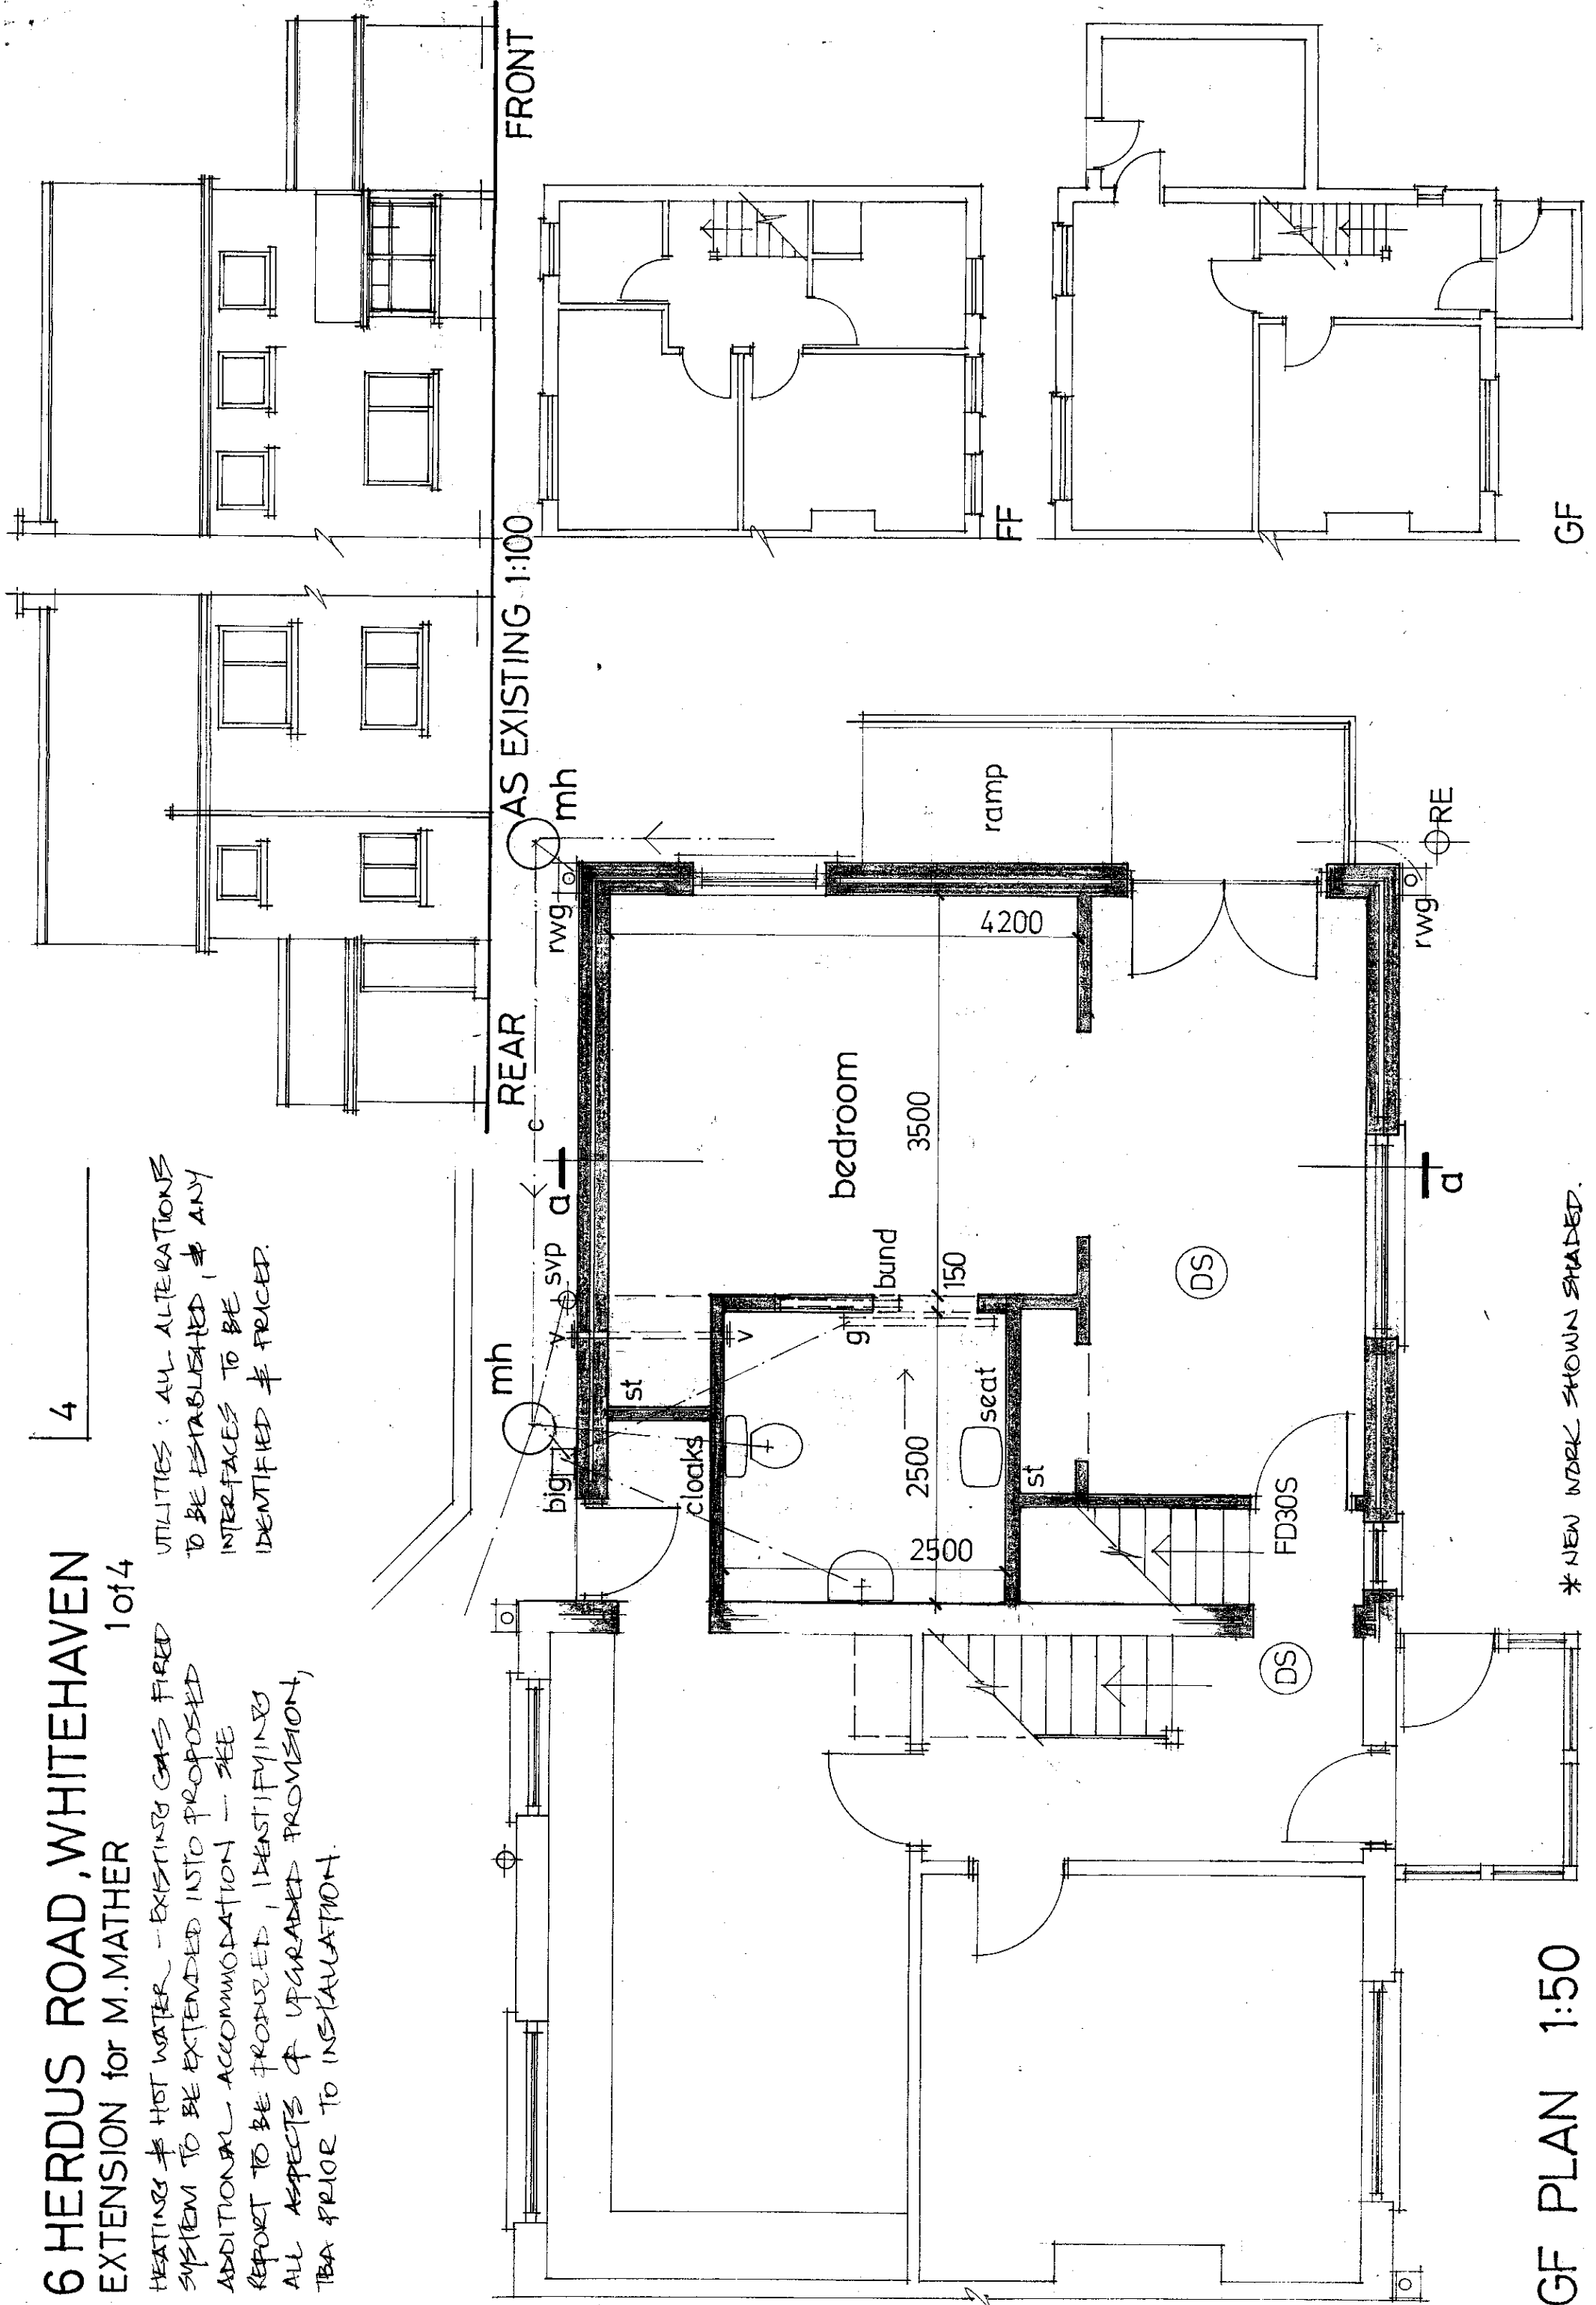 6 HERDUS ROAD, WHITEHAVEN
EXTENSION for M. MATHER
1 of 4
4
HEATING & HOT WATER - EXISTING GAS FIRED
SYSTEM TO BE EXTENDED INTO PROPOSED
ADDITIONAL ACCOMMODATION - SEE
REPORT TO BE PRODUCED, IDENTIFYING
ALL ASPECTS OF UPGRADED PROVISION,
TBA PRIOR TO INSTALLATION.
UTILITIES: ALL ALTERATIONS
TO BE ESTABLISHED, & ANY
INTERFACES TO BE
IDENTIFIED & PRICED.
REAR
AS EXISTING 1:100
FRONT
FF
GF
mh
mh
c
a
svp
rwg
big
v
v
st
cloaks
bund
g
bedroom
ramp
4200
3500
150
2500
2500
seat
st
FD30S
DS
DS
rwg
RE
a
GF PLAN 1:50
* NEW WORK SHOWN SHADED.